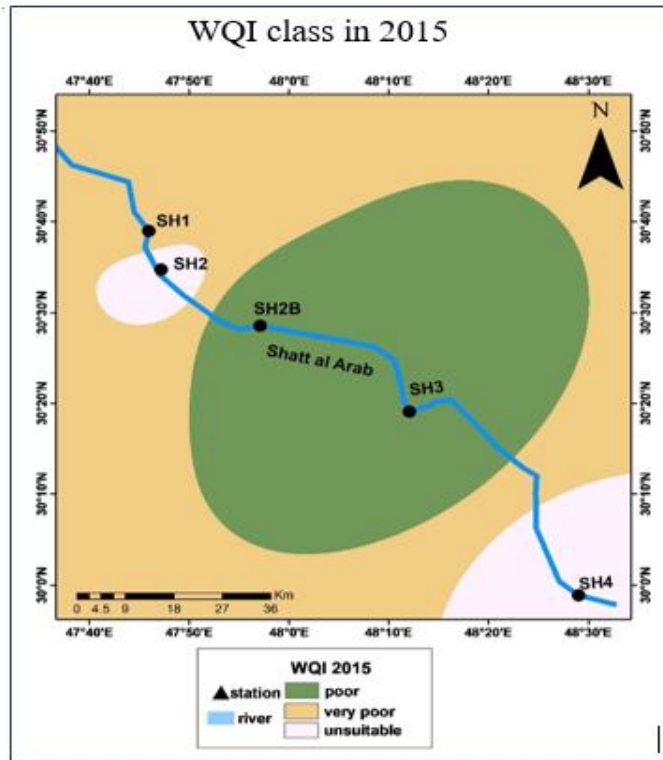 WQI class in 2015
47°40'E 47°50'E 48°0'E 48°10'E 48°20'E 48°30'E
30°50'N 30°50'N
N
30°40'N 30°40'N
SH1
SH2
30°30'N 30°30'N
SH2B
Shatt al Arab
SH3
30°20'N 30°20'N
30°10'N 30°10'N
30°0'N 30°0'N
SH4
Km
0 4.5 9 18 27 36
47°40'E 47°50'E 48°0'E 48°10'E 48°20'E 48°30'E
WQI 2015
station poor
river very poor
unsuitable